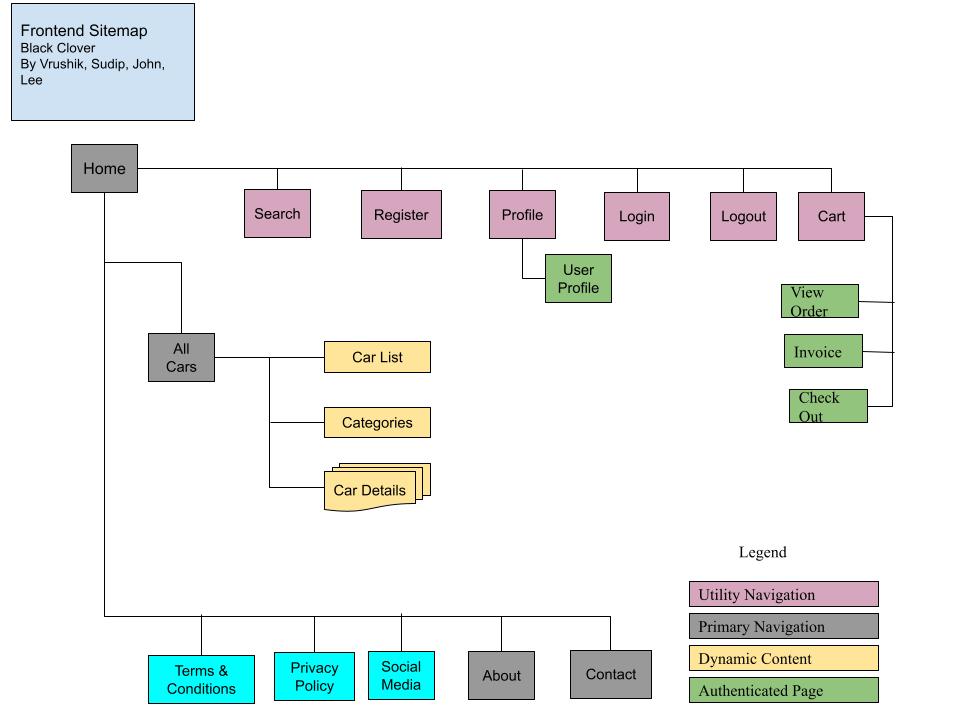 Frontend Sitemap
Black Clover
By Vrushik, Sudip, John,
Lee
Home
Search
Register
Profile
Login
Logout
Cart
User
Profile
View
Order
Invoice
Check
Out
All
Cars
Car List
Categories
Car Details
Legend
Utility Navigation
Primary Navigation
Dynamic Content
Authenticated Page
Terms &
Conditions
Privacy
Policy
Social
Media
About
Contact